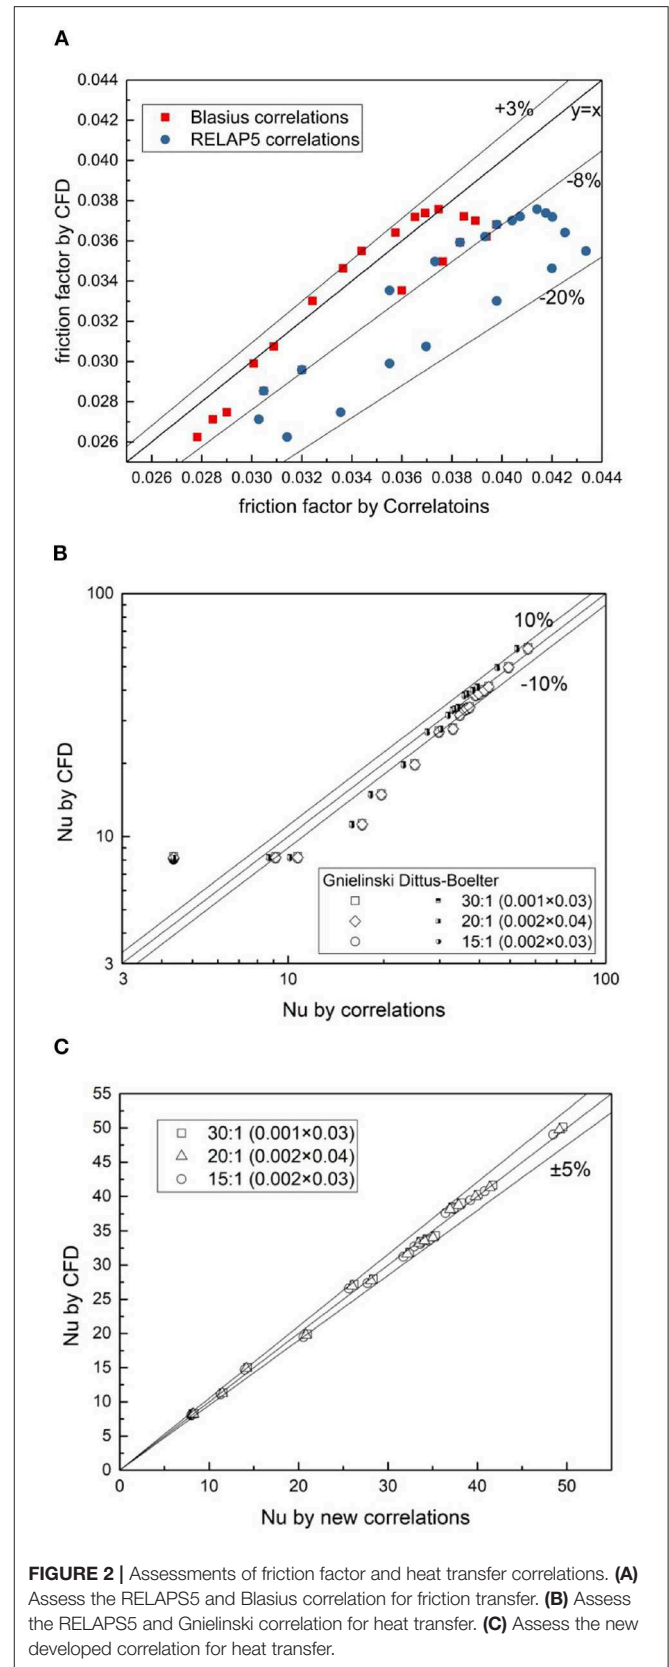 A
0.044
0.042
0.040
0.038
0.036
0.034
0.032
0.030
0.028
0.026
friction factor by CFD
Blasius correlations
RELAP5 correlations
+3%
y=x
-8%
-20%
0.026 0.028 0.030 0.032 0.034 0.036 0.038 0.040 0.042 0.044
friction factor by Correlatoins
B
100
10
3
Nu by CFD
10%
-10%
Gnielinski Dittus-Boelter
30:1 (0.001×0.03)
20:1 (0.002×0.04)
15:1 (0.002×0.03)
3 10 100
Nu by correlations
C
55
50
45
40
35
30
25
20
15
10
5
0
Nu by CFD
30:1 (0.001×0.03)
20:1 (0.002×0.04)
15:1 (0.002×0.03)
±5%
0 10 20 30 40 50
Nu by new correlations
FIGURE 2 | Assessments of friction factor and heat transfer correlations. (A)
Assess the RELAPS5 and Blasius correlation for friction transfer. (B) Assess
the RELAPS5 and Gnielinski correlation for heat transfer. (C) Assess the new
developed correlation for heat transfer.